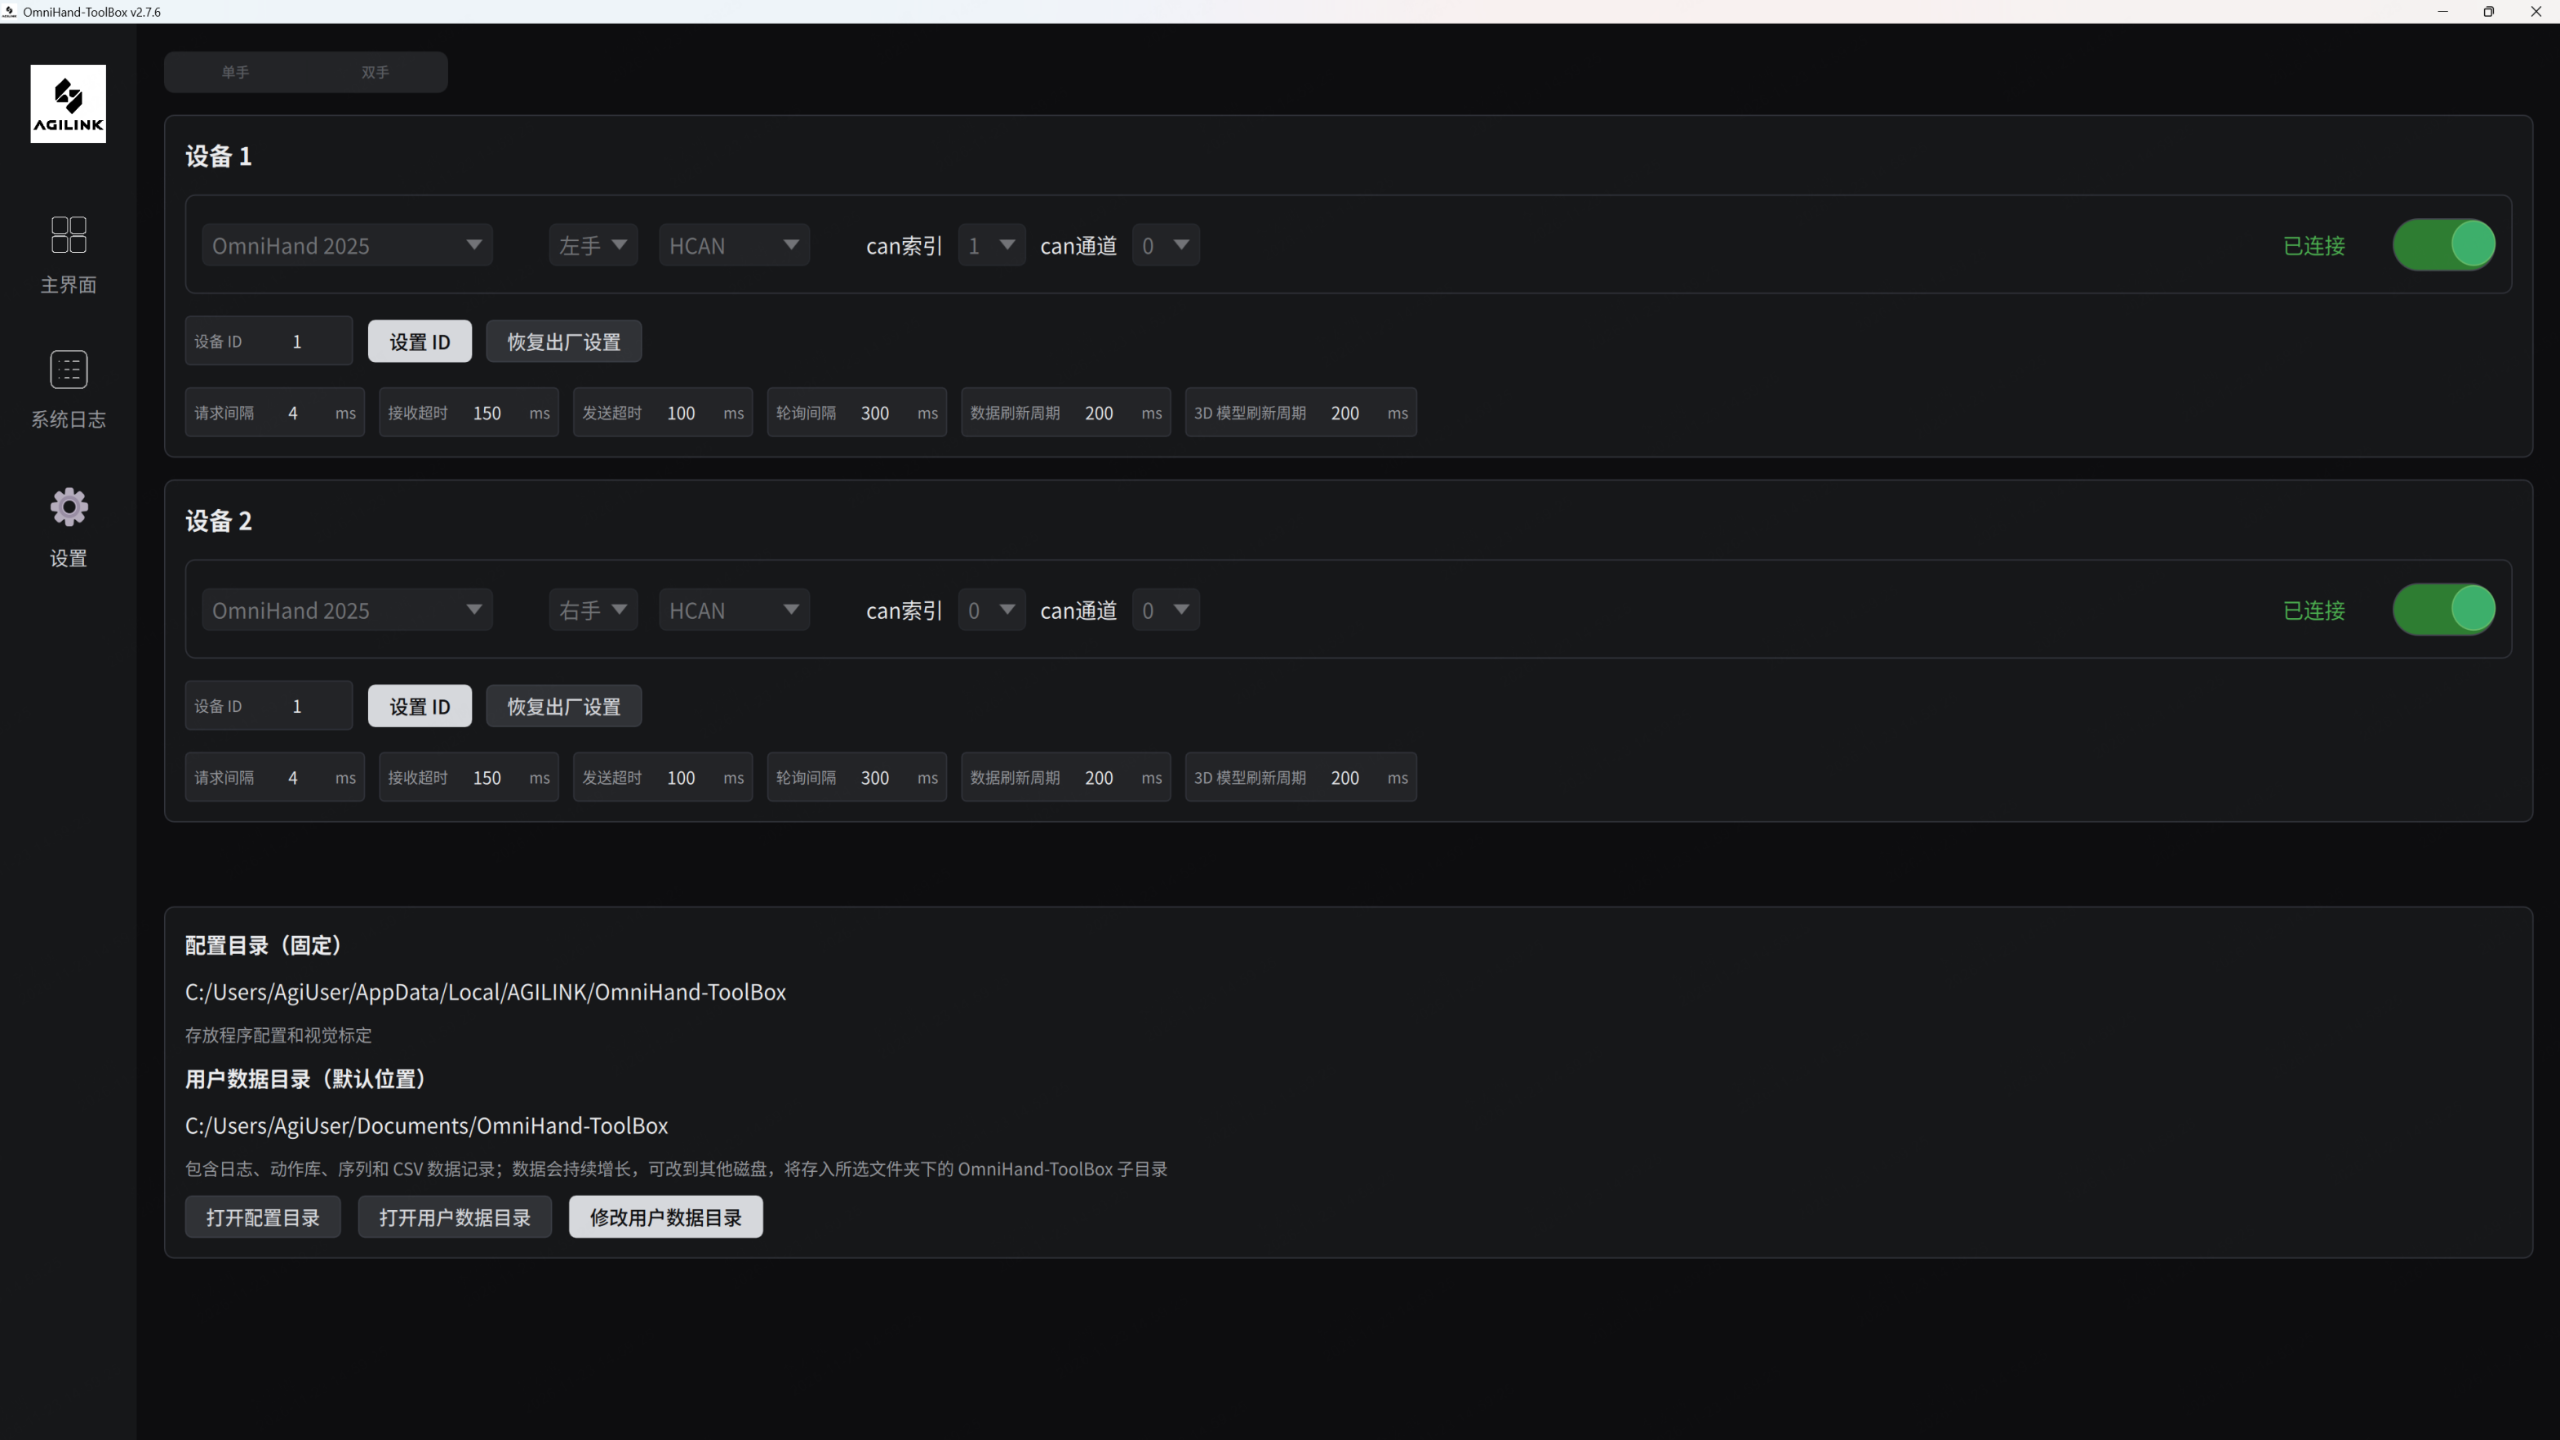 OmniHand-ToolBox v2.7.6
AGILINK
主界面
系统日志
设置
单手 双手
设备 1
OmniHand 2025 左手 HCAN can索引 1 can通道 0 已连接
设备 ID 1 设置 ID 恢复出厂设置
请求间隔 4 ms 接收超时 150 ms 发送超时 100 ms 轮询间隔 300 ms 数据刷新周期 200 ms 3D 模型刷新周期 200 ms
设备 2
OmniHand 2025 右手 HCAN can索引 0 can通道 0 已连接
设备 ID 1 设置 ID 恢复出厂设置
请求间隔 4 ms 接收超时 150 ms 发送超时 100 ms 轮询间隔 300 ms 数据刷新周期 200 ms 3D 模型刷新周期 200 ms
配置目录（固定）
C:/Users/AgiUser/AppData/Local/AGILINK/OmniHand-ToolBox
存放程序配置和视觉标定
用户数据目录（默认位置）
C:/Users/AgiUser/Documents/OmniHand-ToolBox
包含日志、动作库、序列和 CSV 数据记录；数据会持续增长，可改到其他磁盘，将存入所选文件夹下的 OmniHand-ToolBox 子目录
打开配置目录 打开用户数据目录 修改用户数据目录